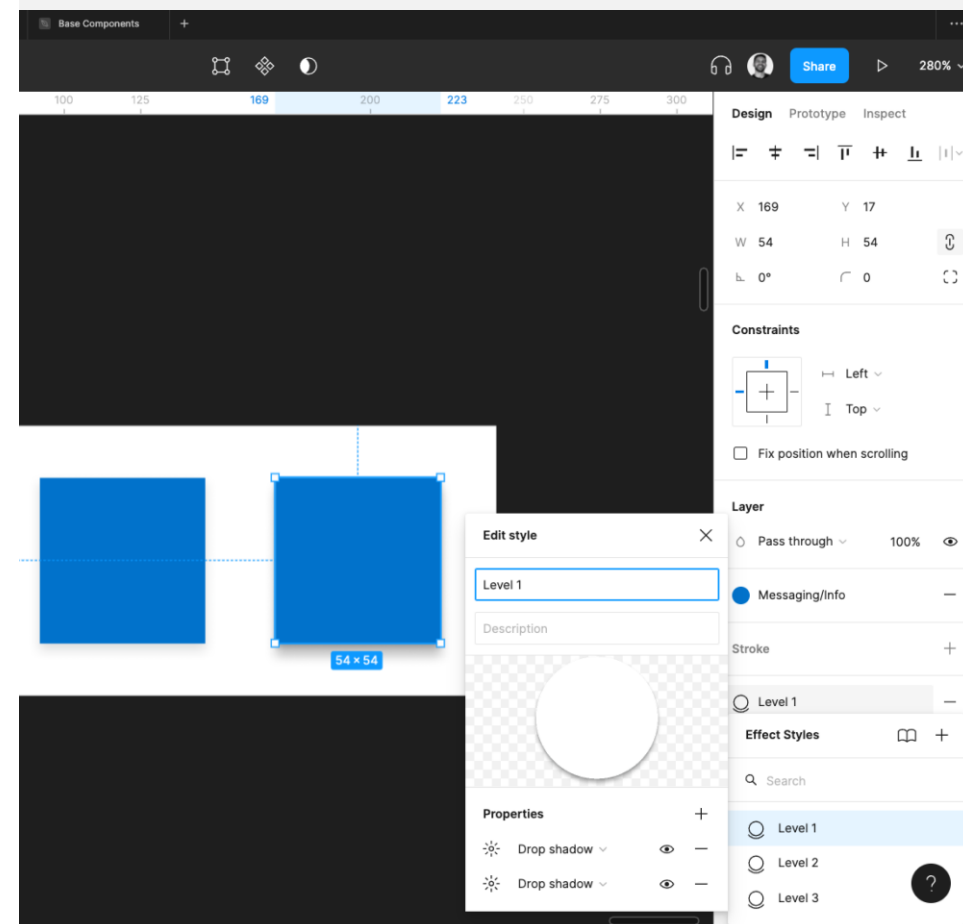 Base Components
+
Share
280%
100 125 169 200 223 250 275 300
Design Prototype Inspect
X 169 Y 17
W 54 H 54
0° 0
Constraints
Left
Top
Fix position when scrolling
Layer
Pass through 100%
Messaging/Info
Stroke
Level 1
Effect Styles
Search
Level 1
Level 2
Level 3
?
54 × 54
Edit style
Level 1
Description
Properties
Drop shadow
Drop shadow